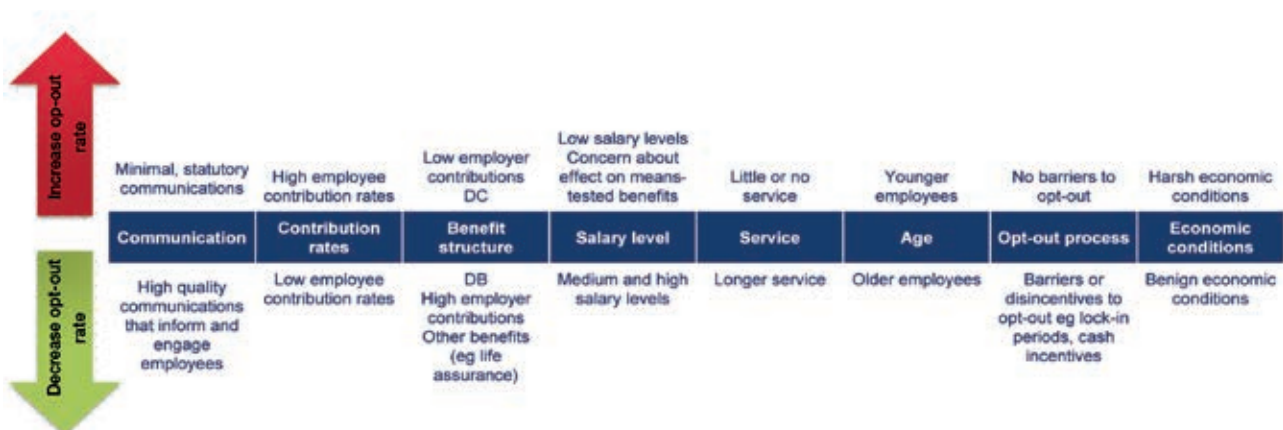 Increase op-out
rate
Minimal, statutory
communications
High employee
contribution rates
Low employer
contributions
DC
Low salary levels
Concern about
effect on means-
tested benefits
Little or no
service
Younger
employees
No barriers to
opt-out
Harsh economic
conditions
Communication
Contribution
rates
Benefit
structure
Salary level
Service
Age
Opt-out process
Economic
conditions
Decrease opt-out
rate
High quality
communications
that inform and
engage
employees
Low employee
contribution rates
DB
High employer
contributions
Other benefits
(eg life
assurance)
Medium and high
salary levels
Longer service
Older employees
Barriers or
disincentives to
opt-out eg lock-in
periods, cash
incentives
Benign economic
conditions